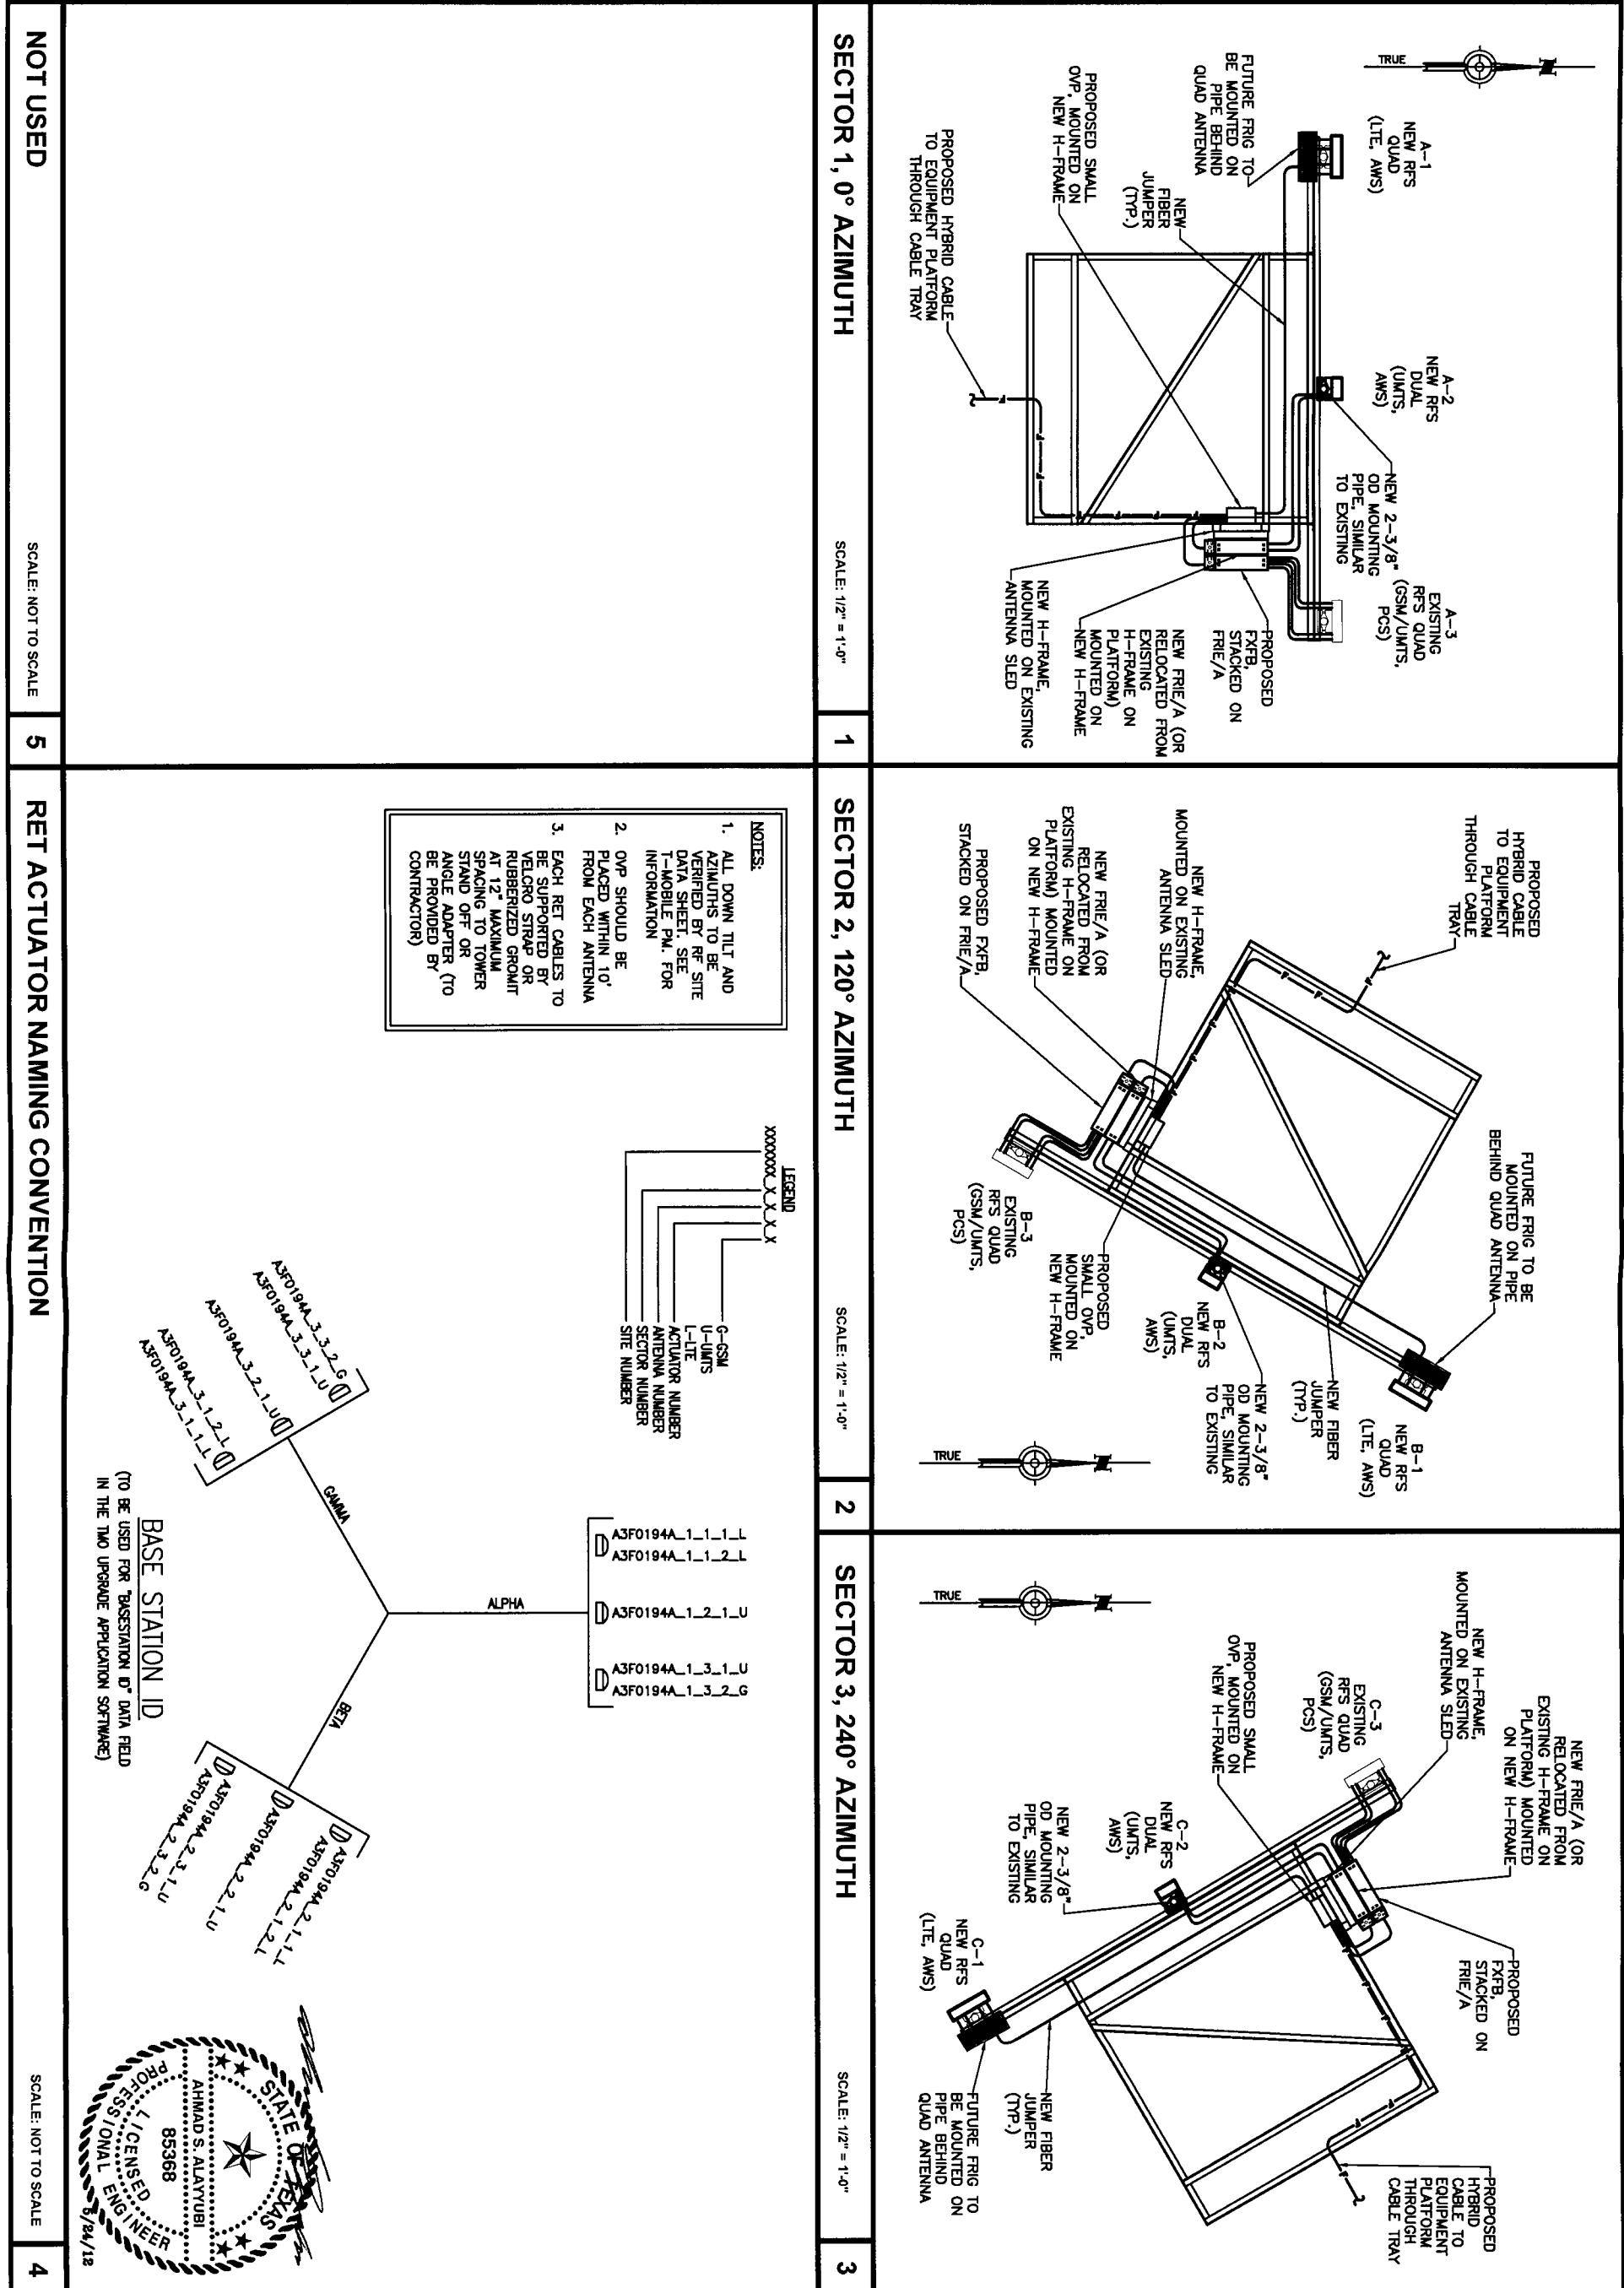 TRUE
N
A-1
NEW RFS
QUAD
(LTE, AWS)
A-2
NEW RFS
DUAL
(UMTS,
AWS)
A-3
EXISTING
RFS QUAD
(GSM/UMTS,
PCS)
FUTURE FRIG TO
BE MOUNTED ON
PIPE BEHIND
QUAD ANTENNA
NEW 2-3/8"
OD MOUNTING
PIPE, SIMILAR
TO EXISTING
NEW
FIBER
JUMPER
(TYP.)
PROPOSED SMALL
OVP, MOUNTED ON
NEW H-FRAME
PROPOSED HYBRID CABLE
TO EQUIPMENT PLATFORM
THROUGH CABLE TRAY
PROPOSED
FXFB,
STACKED ON
FRIE/A
NEW FRIE/A (OR
RELOCATED FROM
EXISTING
H-FRAME ON
PLATFORM)
MOUNTED ON
NEW H-FRAME
NEW H-FRAME,
MOUNTED ON EXISTING
ANTENNA SLED
SECTOR 1, 0° AZIMUTH
SCALE: 1/2" = 1'-0"
1
PROPOSED
HYBRID CABLE
TO EQUIPMENT
PLATFORM
THROUGH CABLE
TRAY
FUTURE FRIG TO BE
MOUNTED ON PIPE
BEHIND QUAD ANTENNA
NEW H-FRAME,
MOUNTED ON EXISTING
ANTENNA SLED
NEW FRIE/A (OR
RELOCATED FROM
EXISTING H-FRAME ON
PLATFORM) MOUNTED
ON NEW H-FRAME
PROPOSED FXFB,
STACKED ON FRIE/A
B-1
NEW RFS
QUAD
(LTE, AWS)
NEW FIBER
JUMPER
(TYP.)
NEW 2-3/8"
OD MOUNTING
PIPE, SIMILAR
TO EXISTING
B-2
NEW RFS
DUAL
(UMTS,
AWS)
PROPOSED
SMALL OVP,
MOUNTED ON
NEW H-FRAME
B-3
EXISTING
RFS QUAD
(GSM/UMTS,
PCS)
TRUE
N
SECTOR 2, 120° AZIMUTH
SCALE: 1/2" = 1'-0"
2
NEW FRIE/A (OR
RELOCATED FROM
EXISTING H-FRAME ON
PLATFORM) MOUNTED
ON NEW H-FRAME
NEW H-FRAME,
MOUNTED ON EXISTING
ANTENNA SLED
C-3
EXISTING
RFS QUAD
(GSM/UMTS,
PCS)
PROPOSED SMALL
OVP, MOUNTED ON
NEW H-FRAME
C-2
NEW RFS
DUAL
(UMTS,
AWS)
NEW 2-3/8"
OD MOUNTING
PIPE, SIMILAR
TO EXISTING
C-1
NEW RFS
QUAD
(LTE, AWS)
PROPOSED
FXFB,
STACKED ON
FRIE/A
NEW FIBER
JUMPER
(TYP.)
FUTURE FRIG TO
BE MOUNTED ON
PIPE BEHIND
QUAD ANTENNA
PROPOSED
HYBRID
CABLE TO
EQUIPMENT
PLATFORM
THROUGH
CABLE TRAY
TRUE
N
SECTOR 3, 240° AZIMUTH
SCALE: 1/2" = 1'-0"
3
NOT USED
SCALE: NOT TO SCALE
5
NOTES:
1. ALL DOWN TILT AND
AZIMUTHS TO BE
VERIFIED BY RF SITE
DATA SHEET. SEE
T-MOBILE PM. FOR
INFORMATION
2. OVP SHOULD BE
PLACED WITHIN 10'
FROM EACH ANTENNA
3. EACH RET CABLES TO
BE SUPPORTED BY
VELCRO STRAP OR
RUBBERIZED GROMIT
AT 12" MAXIMUM
SPACING TO TOWER
STAND OFF OR
ANGLE ADAPTER (TO
BE PROVIDED BY
CONTRACTOR)
LEGEND
XXXXXX_X_X_X_X
G-GSM
U-UMTS
L-LTE
ACTUATOR NUMBER
ANTENNA NUMBER
SECTOR NUMBER
SITE NUMBER
A3F0194A_1_1_1_L
A3F0194A_1_1_2_L
A3F0194A_1_2_1_U
A3F0194A_1_3_1_U
A3F0194A_1_3_2_G
ALPHA
GAMMA
BETA
A3F0194A_3_3_2_G
A3F0194A_3_3_1_U
A3F0194A_3_2_1_U
A3F0194A_3_1_2_L
A3F0194A_3_1_1_L
A3F0194A_2_1_1_L
A3F0194A_2_1_2_L
A3F0194A_2_2_1_U
A3F0194A_2_3_1_U
A3F0194A_2_3_2_G
BASE STATION ID
(TO BE USED FOR "BASESTATION ID" DATA FIELD
IN THE TMO UPGRADE APPLICATION SOFTWARE)
STATE OF TEXAS
AHMAD S. ALAYYUBI
85368
LICENSED
PROFESSIONAL ENGINEER
5/24/12
RET ACTUATOR NAMING CONVENTION
SCALE: NOT TO SCALE
4